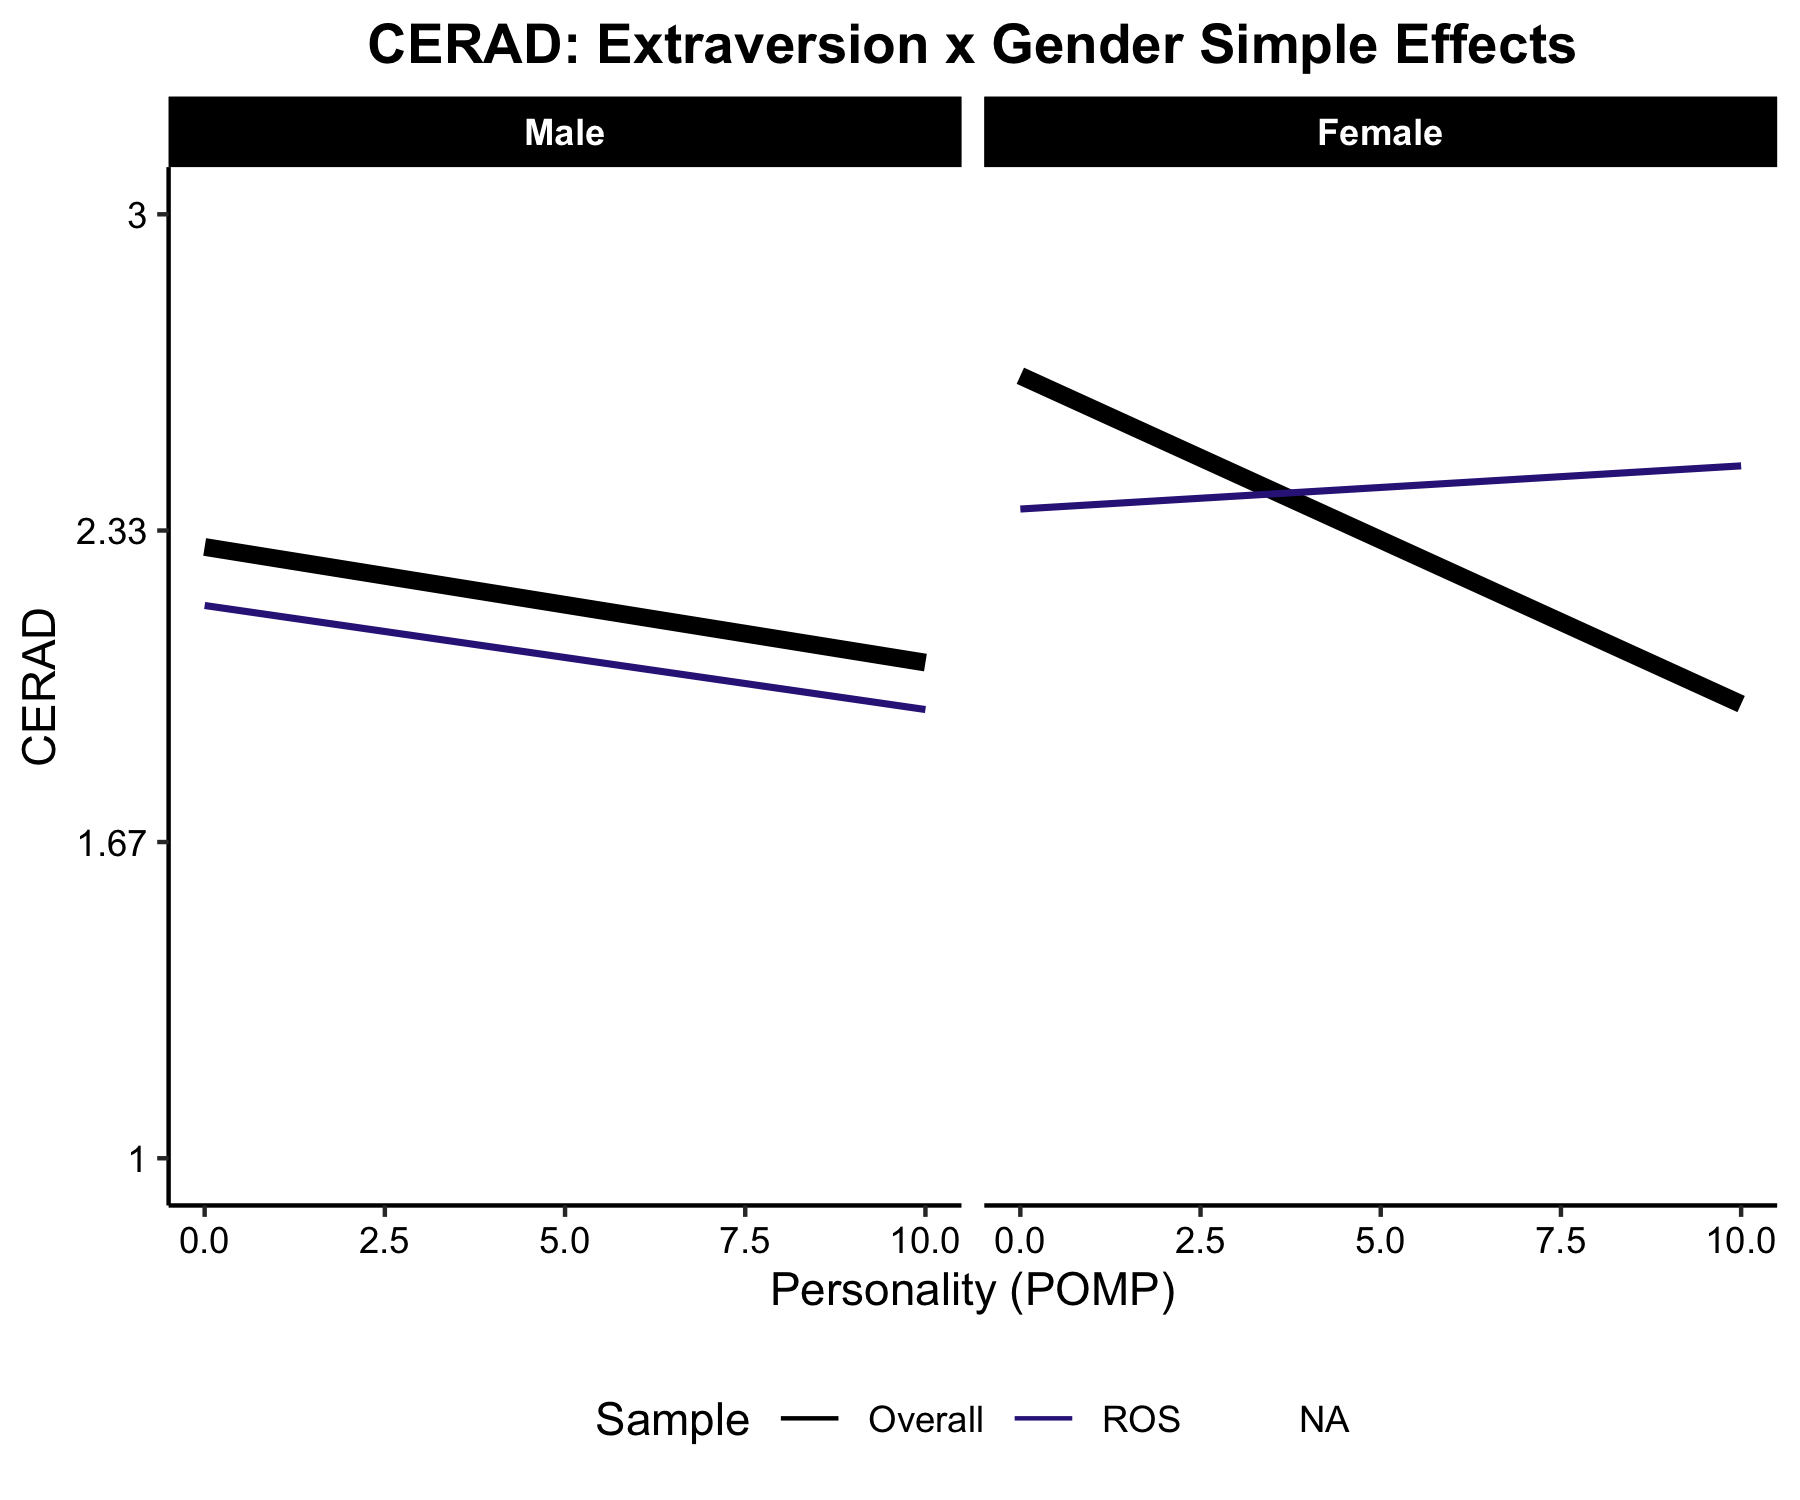 CERAD: Extraversion x Gender Simple Effects
Male Female
3
2.33
1.67
1
CERAD
0.0 2.5 5.0 7.5 10.0 0.0 2.5 5.0 7.5 10.0
Personality (POMP)
Sample Overall ROS NA